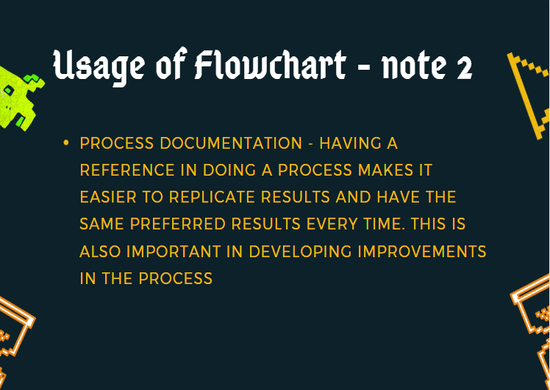 Usage of Flowchart - note 2
• PROCESS DOCUMENTATION - HAVING A
REFERENCE IN DOING A PROCESS MAKES IT
EASIER TO REPLICATE RESULTS AND HAVE THE
SAME PREFERRED RESULTS EVERY TIME. THIS IS
ALSO IMPORTANT IN DEVELOPING IMPROVEMENTS
IN THE PROCESS